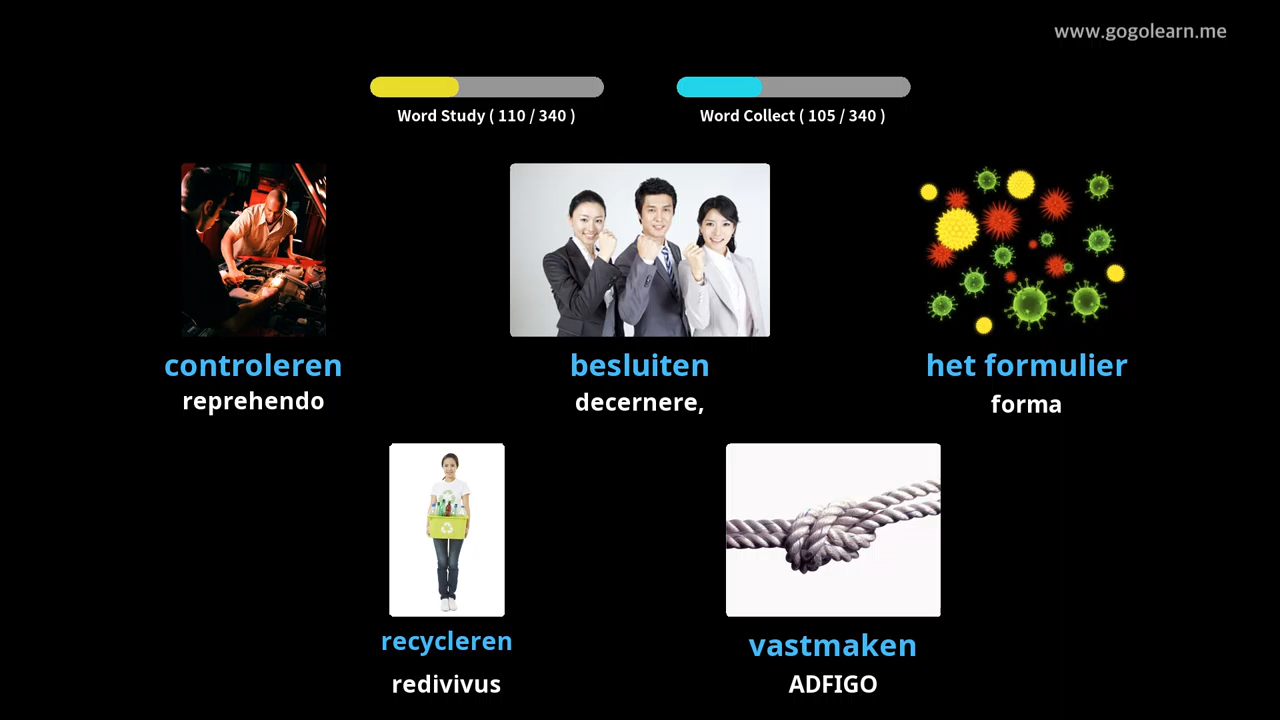 www.gogolearn.me
Word Study ( 110 / 340 )
Word Collect ( 105 / 340 )
controleren
reprehendo
besluiten
decernere,
het formulier
forma
recycleren
redivivus
vastmaken
ADFIGO